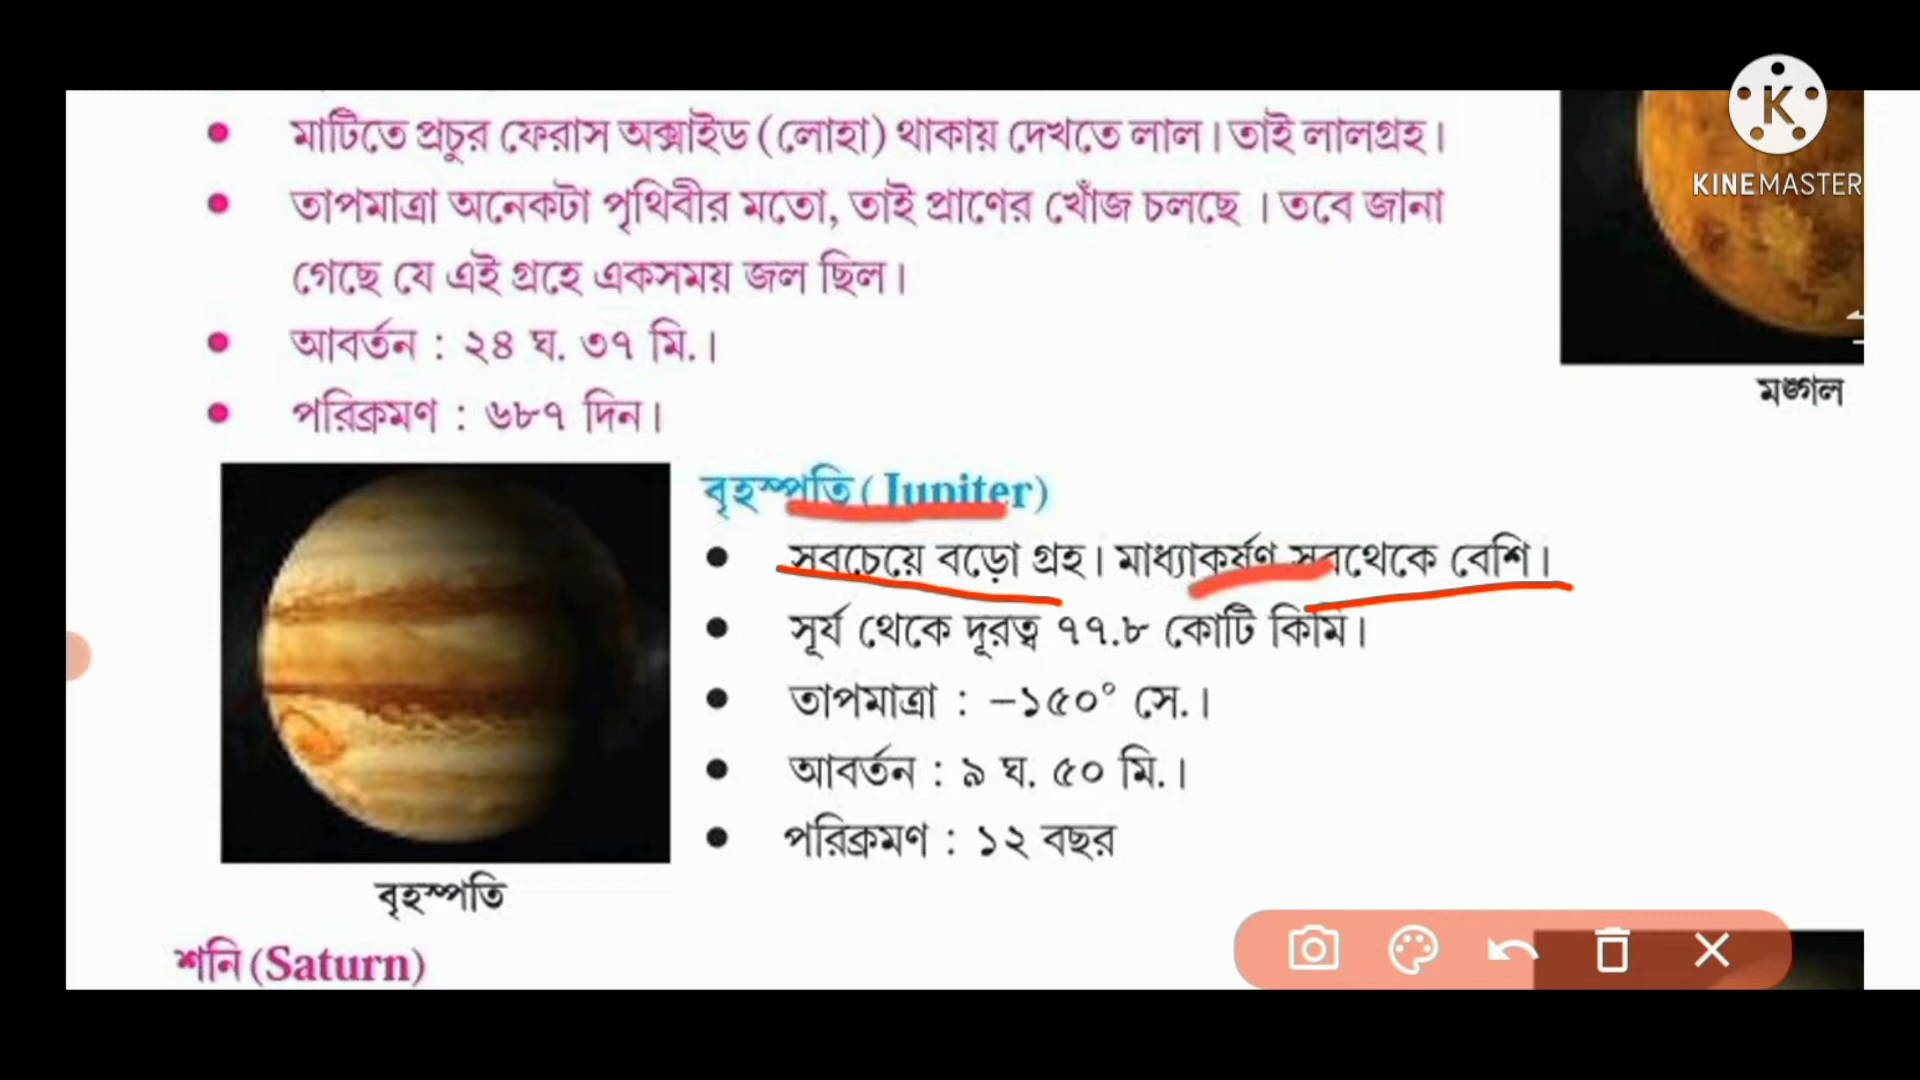 মাটিতে প্রচুর ফেরাস অক্সাইড (লোহা) থাকায় দেখতে লাল। তাই লালগ্রহ।
তাপমাত্রা অনেকটা পৃথিবীর মতো, তাই প্রাণের খোঁজ চলছে । তবে জানা
গেছে যে এই গ্রহে একসময় জল ছিল।
আবর্তন : ২৪ ঘ. ৩৭ মি.।
পরিক্রমণ : ৬৮৭ দিন।
K
KINEMASTER
মঙ্গল
বৃহস্পতি (Jupiter)
সবচেয়ে বড়ো গ্রহ। মাধ্যাকর্ষণ সবথেকে বেশি।
সূর্য থেকে দূরত্ব ৭৭.৮ কোটি কিমি।
তাপমাত্রা : –১৫০° সে.।
আবর্তন : ৯ ঘ. ৫০ মি.।
পরিক্রমণ : ১২ বছর
বৃহস্পতি
শনি (Saturn)